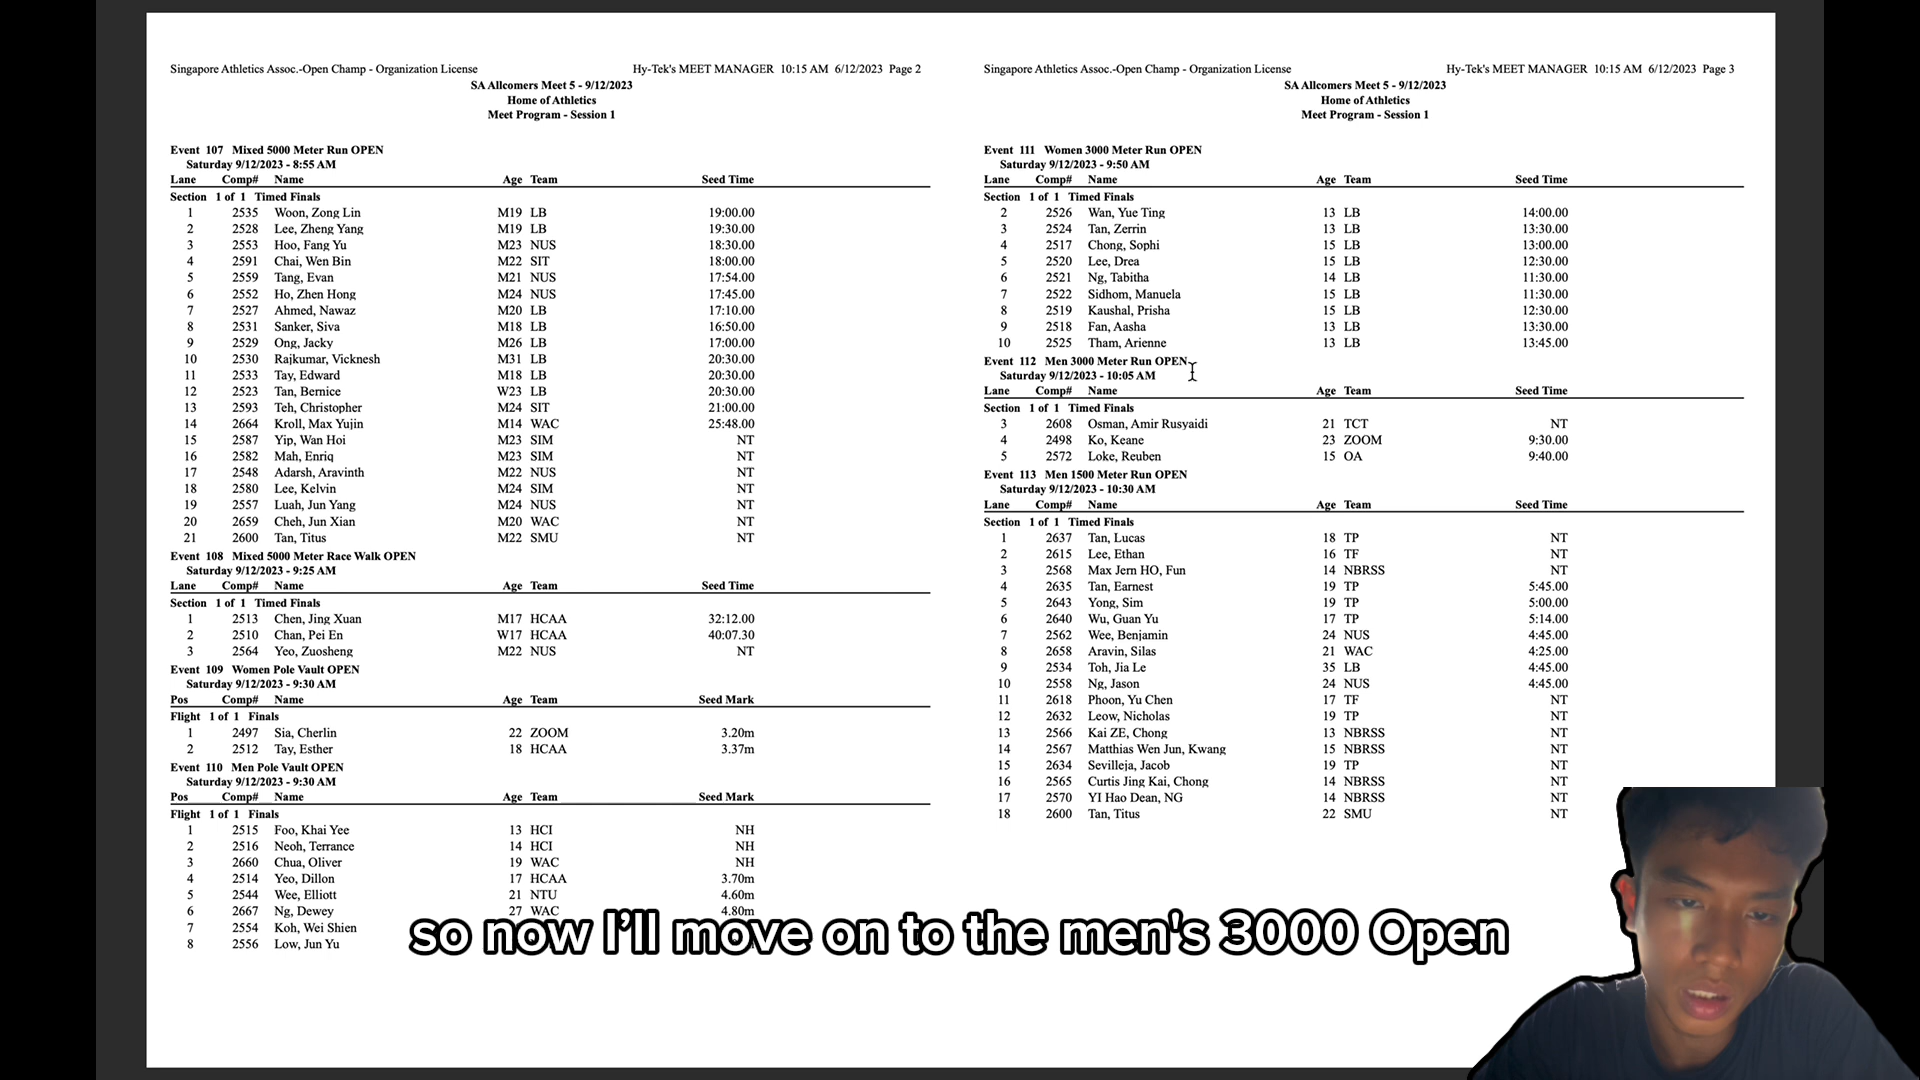 Singapore Athletics Assoc.-Open Champ - Organization License Hy-Tek's MEET MANAGER 10:15 AM 6/12/2023 Page 2
SA Allcomers Meet 5 - 9/12/2023
Home of Athletics
Meet Program - Session 1
Event 107 Mixed 5000 Meter Run OPEN
Saturday 9/12/2023 - 8:55 AM
Lane Comp# Name Age Team Seed Time
Section 1 of 1 Timed Finals
1 2535 Woon, Zong Lin M19 LB 19:00.00
2 2528 Lee, Zheng Yang M19 LB 19:30.00
3 2553 Hoo, Fang Yu M23 NUS 18:30.00
4 2591 Chai, Wen Bin M22 SIT 18:00.00
5 2559 Tang, Evan M21 NUS 17:54.00
6 2552 Ho, Zhen Hong M24 NUS 17:45.00
7 2527 Ahmed, Nawaz M20 LB 17:10.00
8 2531 Sanker, Siva M18 LB 16:50.00
9 2529 Ong, Jacky M26 LB 17:00.00
10 2530 Rajkumar, Vicknesh M31 LB 20:30.00
11 2533 Tay, Edward M18 LB 20:30.00
12 2523 Tan, Bernice W23 LB 20:30.00
13 2593 Teh, Christopher M24 SIT 21:00.00
14 2664 Kroll, Max Yujin M14 WAC 25:48.00
15 2587 Yip, Wan Hoi M23 SIM NT
16 2582 Mah, Enriq M23 SIM NT
17 2548 Adarsh, Aravinth M22 NUS NT
18 2580 Lee, Kelvin M24 SIM NT
19 2557 Luah, Jun Yang M24 NUS NT
20 2659 Cheh, Jun Xian M20 WAC NT
21 2600 Tan, Titus M22 SMU NT
Event 108 Mixed 5000 Meter Race Walk OPEN
Saturday 9/12/2023 - 9:25 AM
Lane Comp# Name Age Team Seed Time
Section 1 of 1 Timed Finals
1 2513 Chen, Jing Xuan M17 HCAA 32:12.00
2 2510 Chan, Pei En W17 HCAA 40:07.30
3 2564 Yeo, Zuosheng M22 NUS NT
Event 109 Women Pole Vault OPEN
Saturday 9/12/2023 - 9:30 AM
Pos Comp# Name Age Team Seed Mark
Flight 1 of 1 Finals
1 2497 Sia, Cherlin 22 ZOOM 3.20m
2 2512 Tay, Esther 18 HCAA 3.37m
Event 110 Men Pole Vault OPEN
Saturday 9/12/2023 - 9:30 AM
Pos Comp# Name Age Team Seed Mark
Flight 1 of 1 Finals
1 2515 Foo, Khai Yee 13 HCI NH
2 2516 Neoh, Terrance 14 HCI NH
3 2660 Chua, Oliver 19 WAC NH
4 2514 Yeo, Dillon 17 HCAA 3.70m
5 2544 Wee, Elliott 21 NTU 4.60m
6 2667 Ng, Dewey 27 WAC 4.80m
7 2554 Koh, Wei Shien
8 2556 Low, Jun Yu
Singapore Athletics Assoc.-Open Champ - Organization License Hy-Tek's MEET MANAGER 10:15 AM 6/12/2023 Page 3
SA Allcomers Meet 5 - 9/12/2023
Home of Athletics
Meet Program - Session 1
Event 111 Women 3000 Meter Run OPEN
Saturday 9/12/2023 - 9:50 AM
Lane Comp# Name Age Team Seed Time
Section 1 of 1 Timed Finals
2 2526 Wan, Yue Ting 13 LB 14:00.00
3 2524 Tan, Zerrin 13 LB 13:30.00
4 2517 Chong, Sophi 15 LB 13:00.00
5 2520 Lee, Drea 15 LB 12:30.00
6 2521 Ng, Tabitha 14 LB 11:30.00
7 2522 Sidhom, Manuela 15 LB 11:30.00
8 2519 Kaushal, Prisha 15 LB 12:30.00
9 2518 Fan, Aasha 13 LB 13:30.00
10 2525 Tham, Arienne 13 LB 13:45.00
Event 112 Men 3000 Meter Run OPEN
Saturday 9/12/2023 - 10:05 AM
Lane Comp# Name Age Team Seed Time
Section 1 of 1 Timed Finals
3 2608 Osman, Amir Rusyaidi 21 TCT NT
4 2498 Ko, Keane 23 ZOOM 9:30.00
5 2572 Loke, Reuben 15 OA 9:40.00
Event 113 Men 1500 Meter Run OPEN
Saturday 9/12/2023 - 10:30 AM
Lane Comp# Name Age Team Seed Time
Section 1 of 1 Timed Finals
1 2637 Tan, Lucas 18 TP NT
2 2615 Lee, Ethan 16 TF NT
3 2568 Max Jern HO, Fun 14 NBRSS NT
4 2635 Tan, Earnest 19 TP 5:45.00
5 2643 Yong, Sim 19 TP 5:00.00
6 2640 Wu, Guan Yu 17 TP 5:14.00
7 2562 Wee, Benjamin 24 NUS 4:45.00
8 2658 Aravin, Silas 21 WAC 4:25.00
9 2534 Toh, Jia Le 35 LB 4:45.00
10 2558 Ng, Jason 24 NUS 4:45.00
11 2618 Phoon, Yu Chen 17 TF NT
12 2632 Leow, Nicholas 19 TP NT
13 2566 Kai ZE, Chong 13 NBRSS NT
14 2567 Matthias Wen Jun, Kwang 15 NBRSS NT
15 2634 Sevilleja, Jacob 19 TP NT
16 2565 Curtis Jing Kai, Chong 14 NBRSS NT
17 2570 YI Hao Dean, NG 14 NBRSS NT
18 2600 Tan, Titus 22 SMU NT
so now I'll move on to the men's 3000 Open